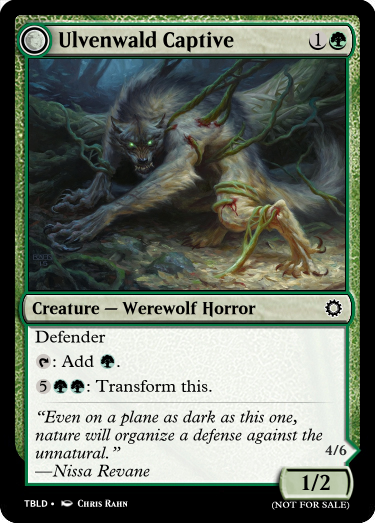 Ulvenwald Captive 1
Creature — Werewolf Horror
Defender
: Add .
5 : Transform this.
“Even on a plane as dark as this one,
nature will organize a defense against the
unnatural.”
—Nissa Revane
4/6
1/2
TBLD • Chris Rahn
(NOT FOR SALE)